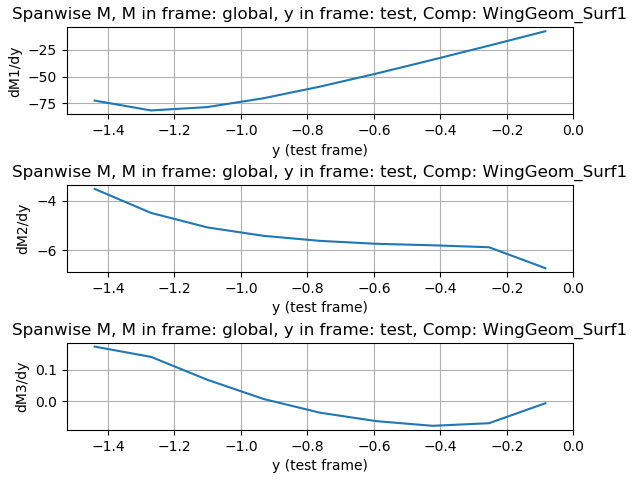 Spanwise M, M in frame: global, y in frame: test, Comp: WingGeom_Surf1
dM1/dy
−25
−50
−75
−1.4 −1.2 −1.0 −0.8 −0.6 −0.4 −0.2 0.0
y (test frame)
Spanwise M, M in frame: global, y in frame: test, Comp: WingGeom_Surf1
dM2/dy
−4
−6
−1.4 −1.2 −1.0 −0.8 −0.6 −0.4 −0.2 0.0
y (test frame)
Spanwise M, M in frame: global, y in frame: test, Comp: WingGeom_Surf1
dM3/dy
0.1
0.0
−1.4 −1.2 −1.0 −0.8 −0.6 −0.4 −0.2 0.0
y (test frame)